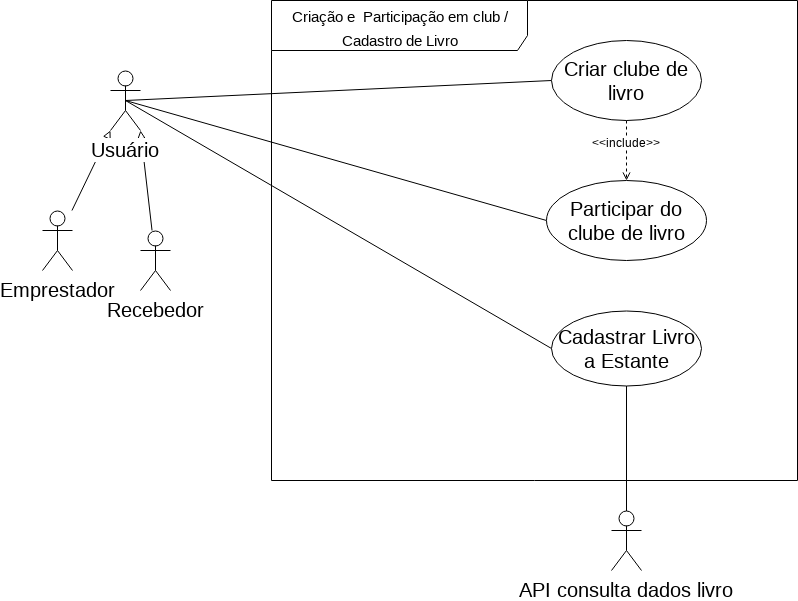 Criação e  Participação em club /
Cadastro de Livro
Criar clube de
livro
<<include>>
Usuário
Participar do
clube de livro
Emprestador
Recebedor
Cadastrar Livro
a Estante
API consulta dados livro